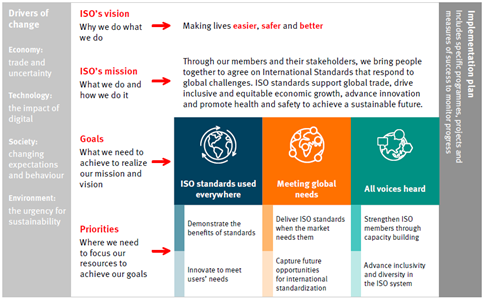 Drivers of
change
Economy:
trade and
uncertainty
Technology:
the impact of
digital
Society:
changing
expectations
and behaviour
Environment:
the urgency for
sustainability
ISO's vision
Why we do what
we do
Making lives easier, safer and better
ISO's mission
What we do and
how we do it
Through our members and their stakeholders, we bring people
together to agree on International Standards that respond to
global challenges. ISO standards support global trade, drive
inclusive and equitable economic growth, advance innovation
and promote health and safety to achieve a sustainable future.
Goals
What we need to
achieve to realize
our mission and
vision
ISO standards used
everywhere
Meeting global
needs
All voices heard
Priorities
Where we need
to focus our
resources to
achieve our goals
Demonstrate the
benefits of standards
Deliver ISO standards
when the market
needs them
Strengthen ISO
members through
capacity building
Innovate to meet
users' needs
Capture future
opportunities
for international
standardization
Advance inclusivity
and diversity in
the ISO system
Implementation plan
Includes specific programmes, projects and
measures of success to monitor progress